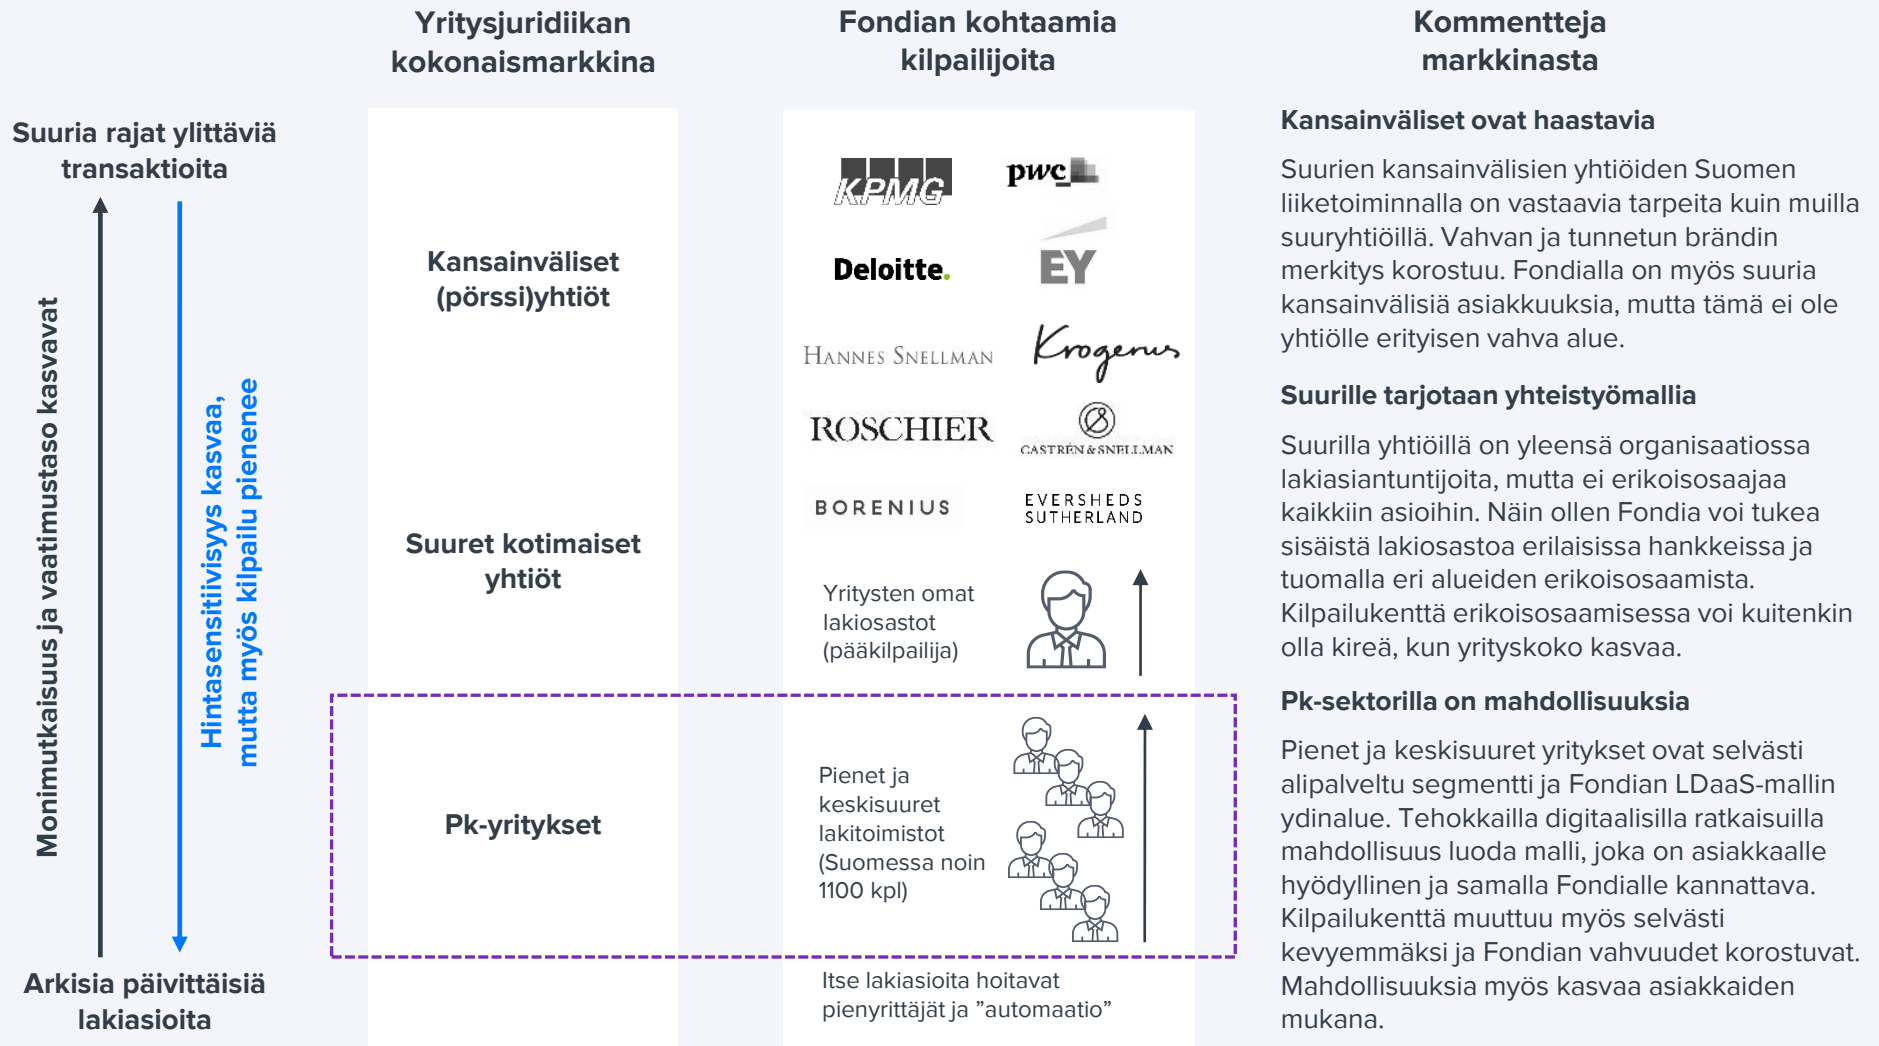 Yritysjuridiikan
kokonaismarkkina
Fondian kohtaamia
kilpailijoita
Kommentteja
markkinasta
Suuria rajat ylittäviä
transaktioita
Monimutkaisuus ja vaatimustaso kasvavat
Hintasensitiivisyys kasvaa,
mutta myös kilpailu pienenee
Arkisia päivittäisiä
lakiasioita
Kansainväliset
(pörssi)yhtiöt
Suuret kotimaiset
yhtiöt
Pk-yritykset
KPMG
pwc
Deloitte.
EY
HANNES SNELLMAN
Krogerus
ROSCHIER
CASTRÉN & SNELLMAN
BORENIUS
EVERSHEDS
SUTHERLAND
Yritysten omat
lakiosastot
(pääkilpailija)
Pienet ja
keskisuuret
lakitoimistot
(Suomessa noin
1100 kpl)
Itse lakiasioita hoitavat
pienyrittäjät ja ”automaatio”
Kansainväliset ovat haastavia
Suurien kansainvälisien yhtiöiden Suomen
liiketoiminnalla on vastaavia tarpeita kuin muilla
suuryhtiöillä. Vahvan ja tunnetun brändin
merkitys korostuu. Fondialla on myös suuria
kansainvälisiä asiakkuuksia, mutta tämä ei ole
yhtiölle erityisen vahva alue.
Suurille tarjotaan yhteistyömallia
Suurilla yhtiöillä on yleensä organisaatiossa
lakiasiantuntijoita, mutta ei erikoisosaajaa
kaikkiin asioihin. Näin ollen Fondia voi tukea
sisäistä lakiosastoa erilaisissa hankkeissa ja
tuomalla eri alueiden erikoisosaamista.
Kilpailukenttä erikoisosaamisessa voi kuitenkin
olla kireä, kun yrityskoko kasvaa.
Pk-sektorilla on mahdollisuuksia
Pienet ja keskisuuret yritykset ovat selvästi
alipalveltu segmentti ja Fondian LDaaS-mallin
ydinalue. Tehokkailla digitaalisilla ratkaisuilla
mahdollisuus luoda malli, joka on asiakkaalle
hyödyllinen ja samalla Fondialle kannattava.
Kilpailukenttä muuttuu myös selvästi
kevyemmäksi ja Fondian vahvuudet korostuvat.
Mahdollisuuksia myös kasvaa asiakkaiden
mukana.